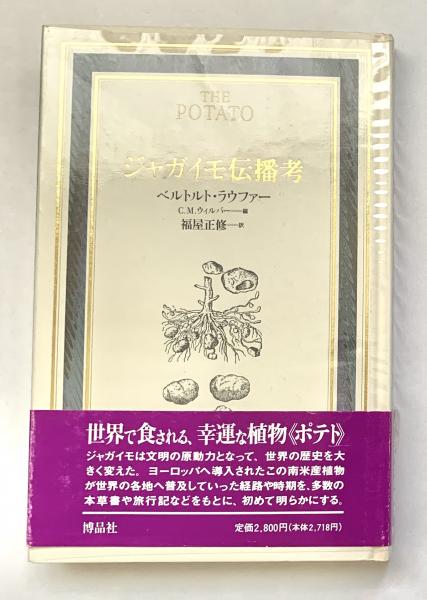 THE
POTATO
ジャガイモ伝播考
ベルトルト・ラウファー
C.M.ウィルバー──編
福屋正修──訳
世界で食される、幸運な植物《ポテト》
ジャガイモは文明の原動力となって、世界の歴史を大
きく変えた。ヨーロッパへ導入されたこの南米産植物
が世界の各地へ普及していった経路や時期を、多数の
本草書や旅行記などをもとに、初めて明らかにする。
博品社
定価2,800円(本体2,718円)